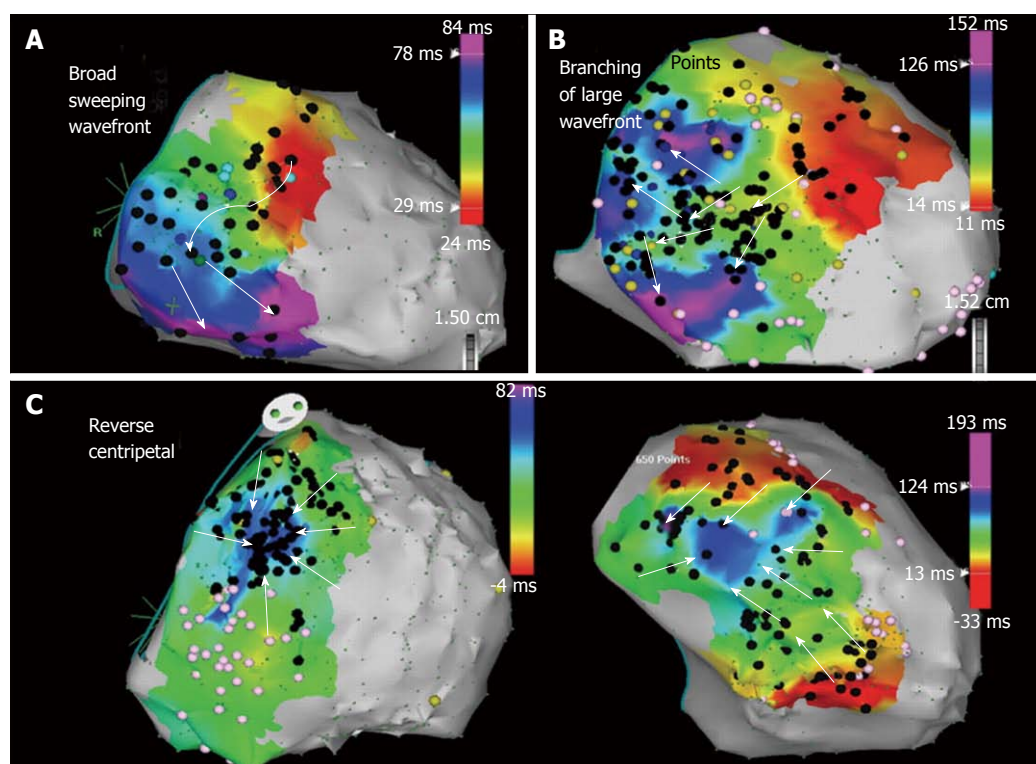 A
Broad
sweeping
wavefront
84 ms
78 ms
29 ms
24 ms
1.50 cm
R
B
Branching
of large
wavefront
Points
152 ms
126 ms
14 ms
11 ms
1.52 cm
C
Reverse
centripetal
82 ms
-4 ms
650 Points
193 ms
124 ms
13 ms
-33 ms